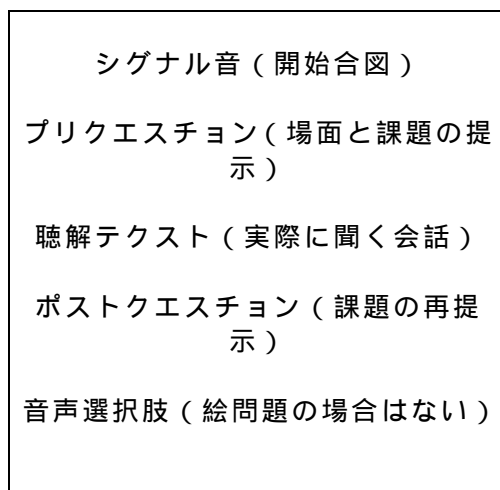 シグナル音（開始合図）
プリクエスチョン（場面と課題の提
示）
聴解テクスト（実際に聞く会話）
ポストクエスチョン（課題の再提
示）
音声選択肢（絵問題の場合はない）